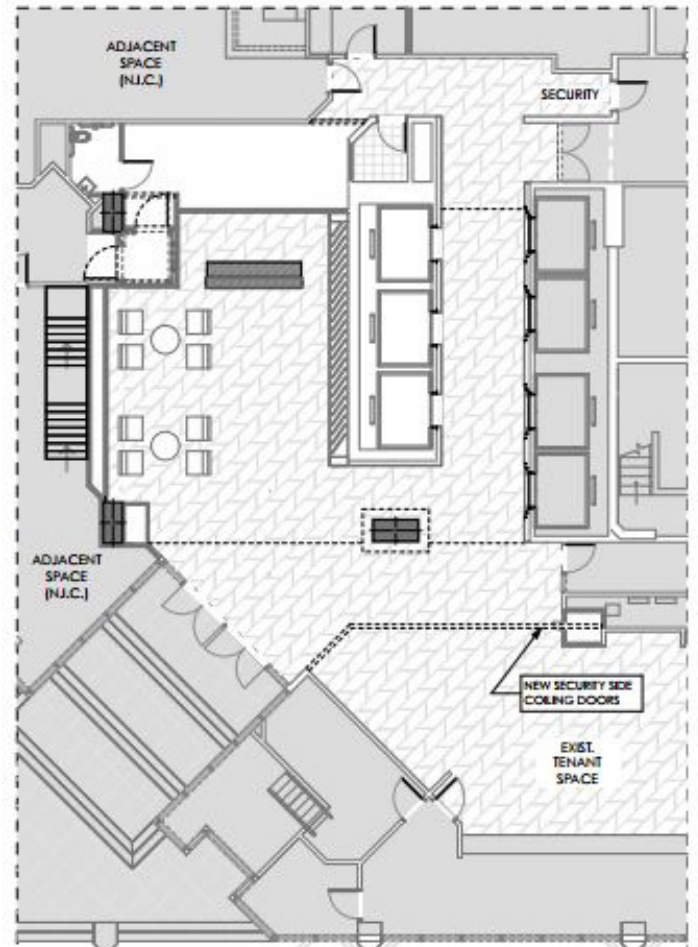 ADJACENT
SPACE
(N.I.C.)
SECURITY
ADJACENT
SPACE
(N.I.C.)
NEW SECURITY SIDE
COILING DOORS
EXIST.
TENANT
SPACE